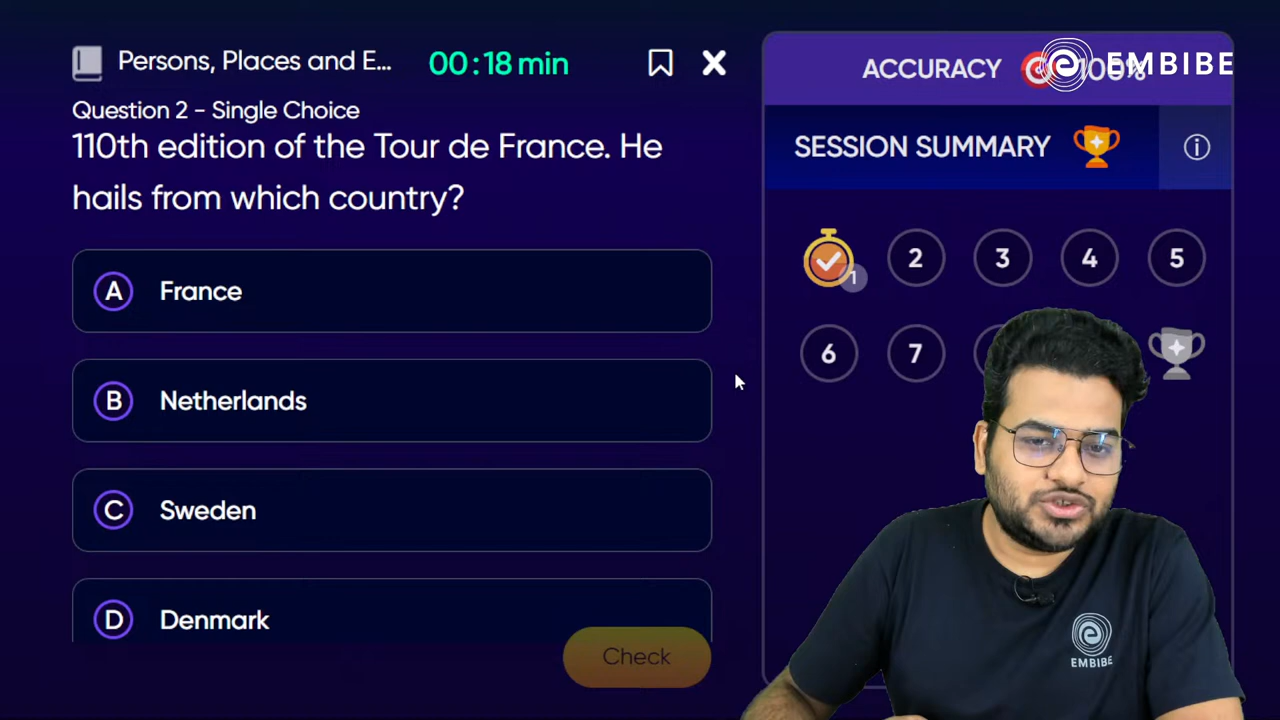 Persons, Places and E... 00:18 min
Question 2 - Single Choice
110th edition of the Tour de France. He
hails from which country?
A France
B Netherlands
C Sweden
D Denmark
Check
ACCURACY 100%
EMBIBE
SESSION SUMMARY
1 2 3 4 5
6 7
EMBIBE